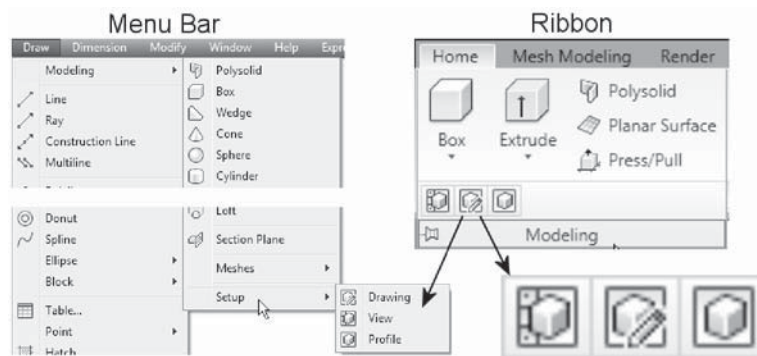 Menu Bar
Draw Dimension Modify Window Help
Modeling
Line
Ray
Construction Line
Multiline
Donut
Spline
Ellipse
Block
Table...
Point
Hatch
Polysolid
Box
Wedge
Cone
Sphere
Cylinder
Loft
Section Plane
Meshes
Setup
Drawing
View
Profile
Ribbon
Home Mesh Modeling Render
Box
Extrude
Polysolid
Planar Surface
Press/Pull
Modeling